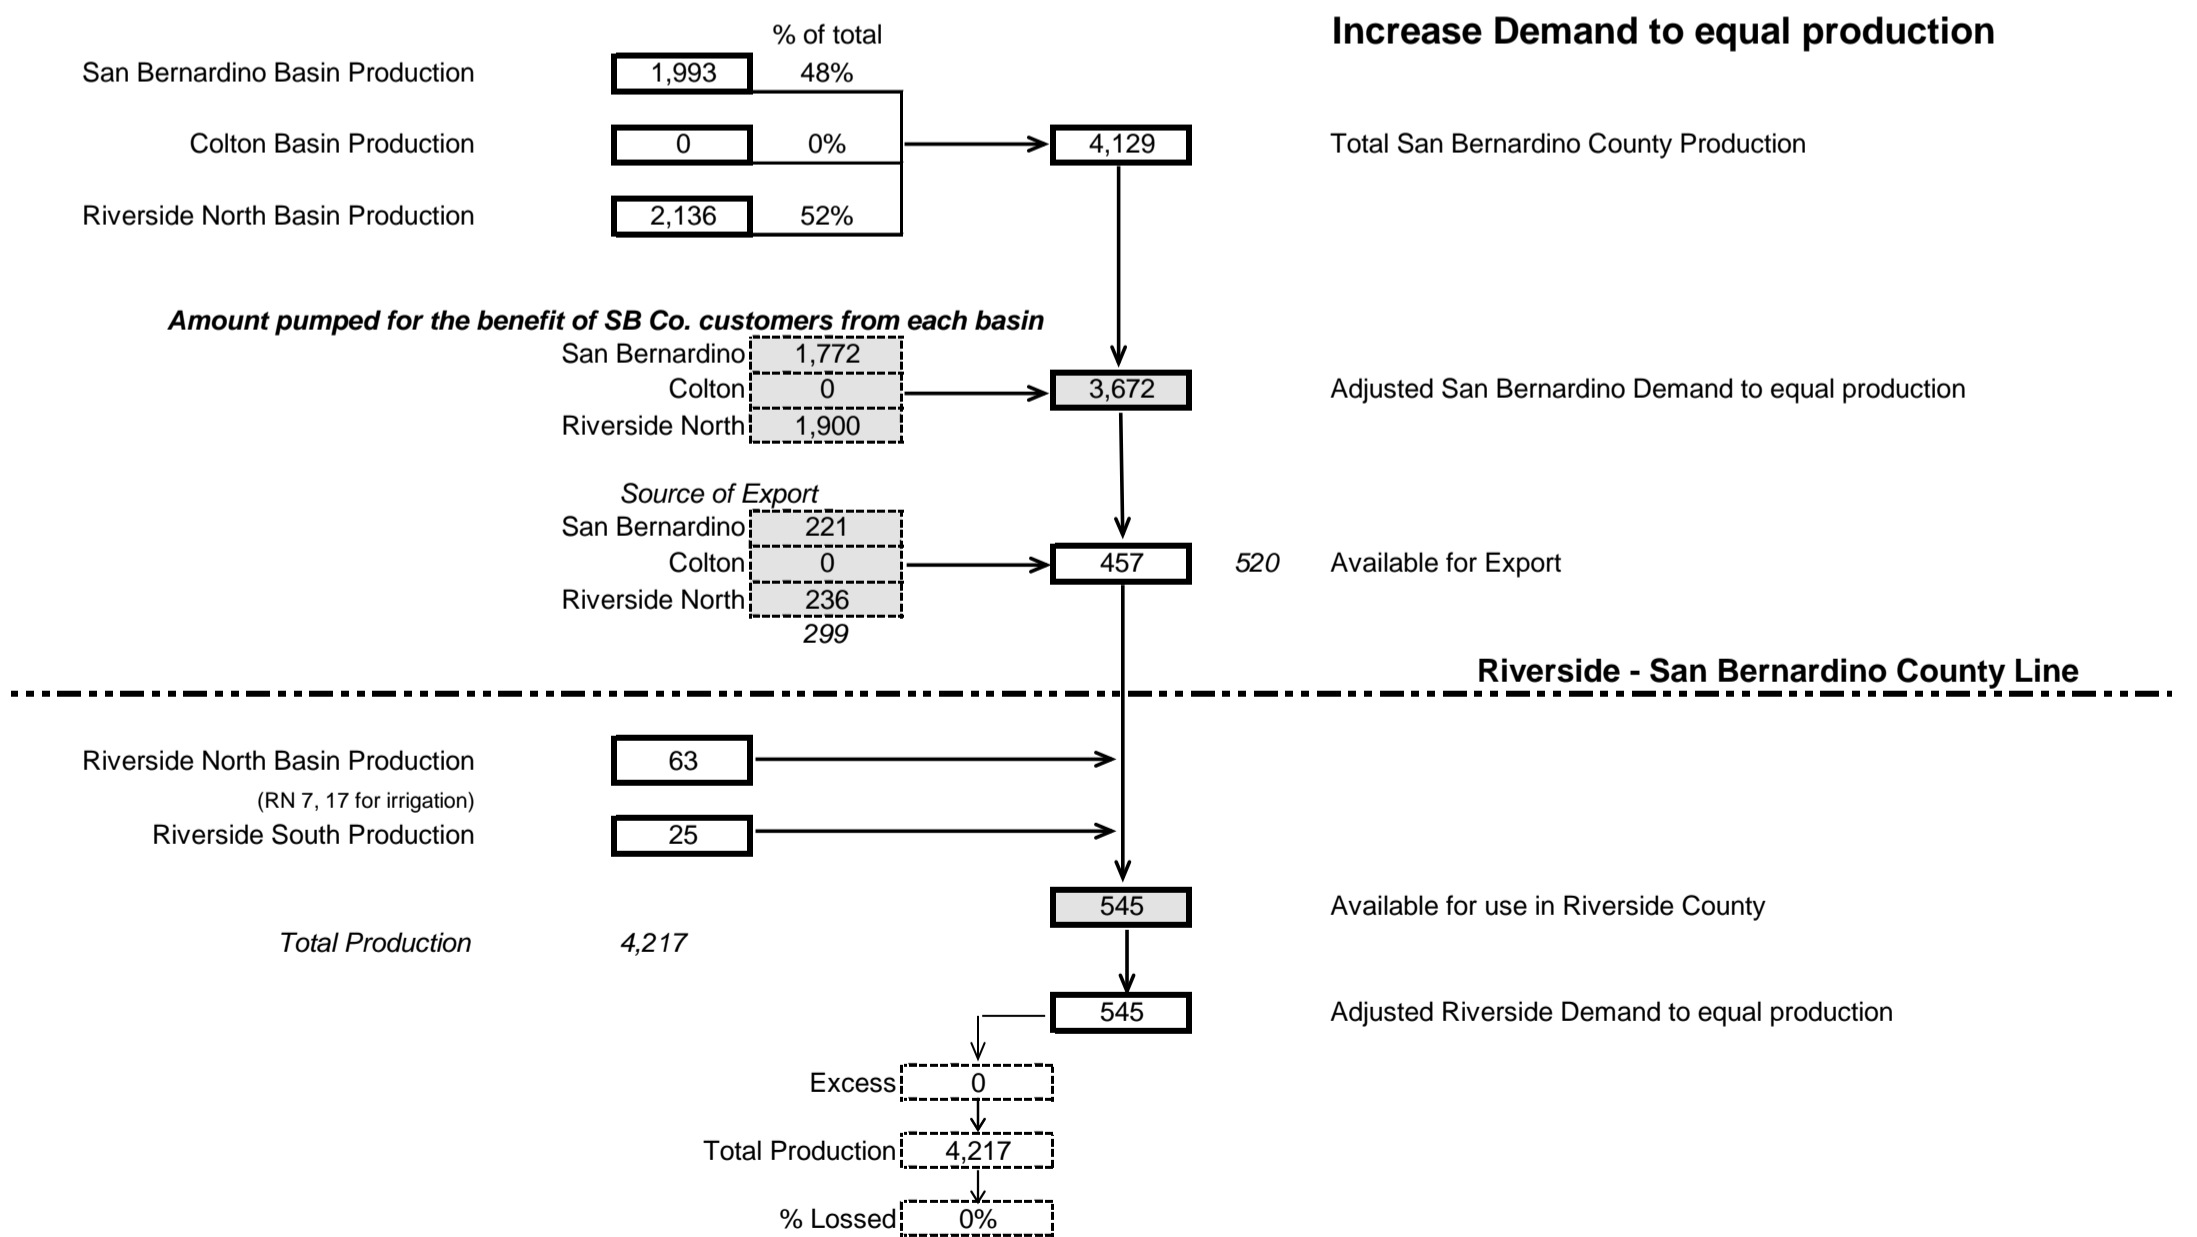 % of total
Increase Demand to equal production
San Bernardino Basin Production 1,993 48%
Colton Basin Production 0 0% 4,129 Total San Bernardino County Production
Riverside North Basin Production 2,136 52%
Amount pumped for the benefit of SB Co. customers from each basin
San Bernardino 1,772
Colton 0 3,672 Adjusted San Bernardino Demand to equal production
Riverside North 1,900
Source of Export
San Bernardino 221
Colton 0 457 520 Available for Export
Riverside North 236
299
Riverside - San Bernardino County Line
Riverside North Basin Production 63
(RN 7, 17 for irrigation)
Riverside South Production 25
545 Available for use in Riverside County
Total Production 4,217
545 Adjusted Riverside Demand to equal production
Excess 0
Total Production 4,217
% Lossed 0%